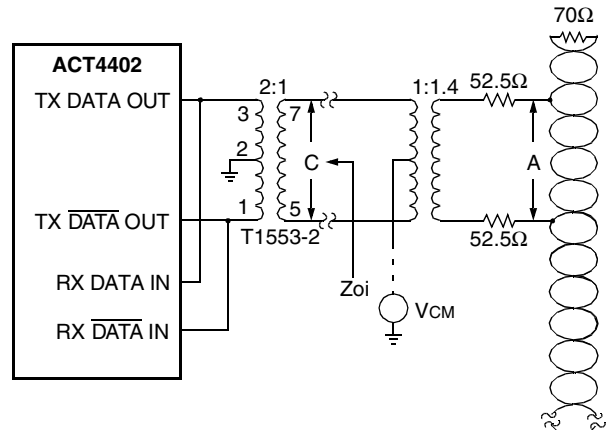 70Ω
ACT4402
2:1
1:1.4
52.5Ω
TX DATA OUT
3
7
2
C
A
TX DATA OUT
1
5
52.5Ω
T1553-2
RX DATA IN
Zoi
VCM
RX DATA IN